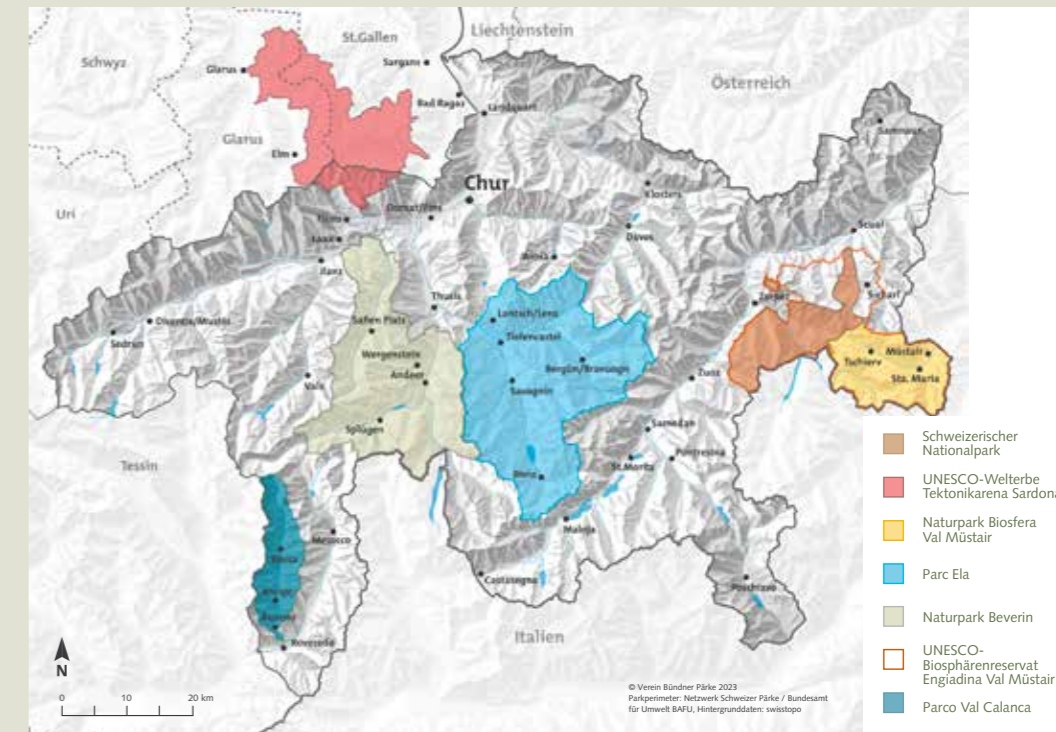 Liechtenstein
St.Gallen
Schwyz
Sargans
Glarus
Österreich
Bad Ragaz
Landquart
Samnaun
Glarus
Elm
Chur
Klosters
Uri
Domat/Ems
Flims
Laax
Davos
Scuol
Ilanz
Arosa
Zernez
S-charf
Thusis
Disentis/Mustér
Sedrun
Safien Platz
Lantsch/Lenz
Tiefencastel
Müstair
Tschierv
Wergenstein
Andeer
Bergün/Bravuogn
Sta. Maria
Vals
Savognin
Zuoz
Splügen
Samedan
Tessin
St.Moritz
Pontresina
Bivio
Maloja
Mesocco
Rossa
Castasegna
Poschiavo
Roveredo
Italien
Schweizerischer
Nationalpark
UNESCO-Welterbe
Tektonikarena Sardona
Naturpark Biosfera
Val Müstair
Parc Ela
Naturpark Beverin
UNESCO-
Biosphärenreservat
Engiadina Val Müstair
Parco Val Calanca
N
0 10 20 km
© Verein Bündner Pärke 2023
Parkperimeter: Netzwerk Schweizer Pärke / Bundesamt
für Umwelt BAFU, Hintergrunddaten: swisstopo